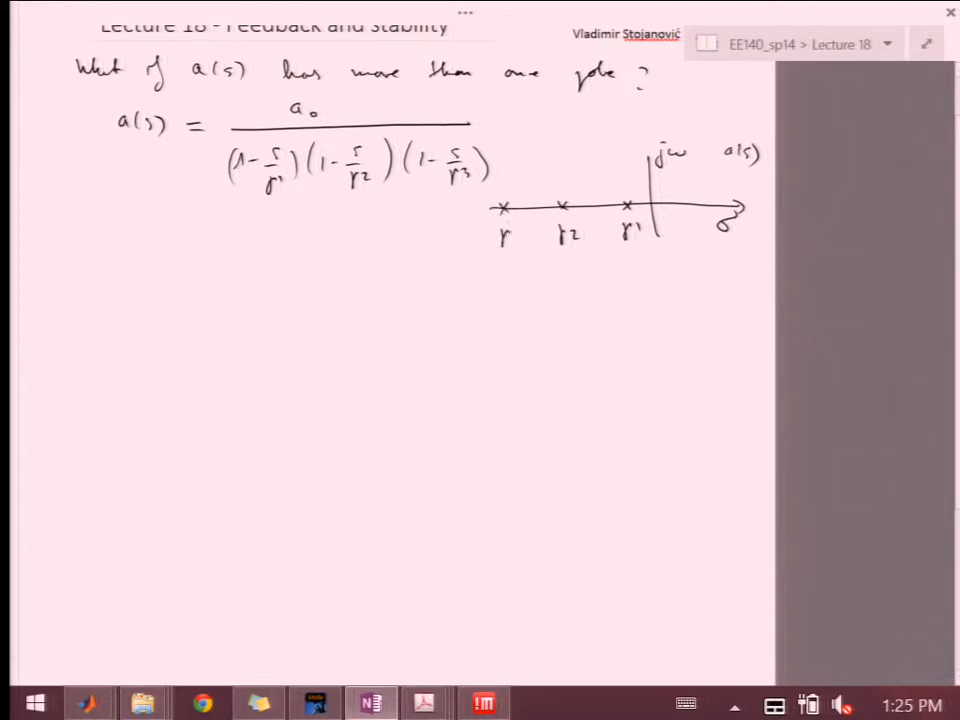 Lecture 18 - Feedback and Stability
Vladimir Stojanović
EE140_sp14 > Lecture 18
What if a(s) has more than one pole ?
a(s) = a₀ / (1 - s/p1)(1 - s/p2)(1 - s/p3)
jω a(s)
σ
p p2 p1
1:25 PM